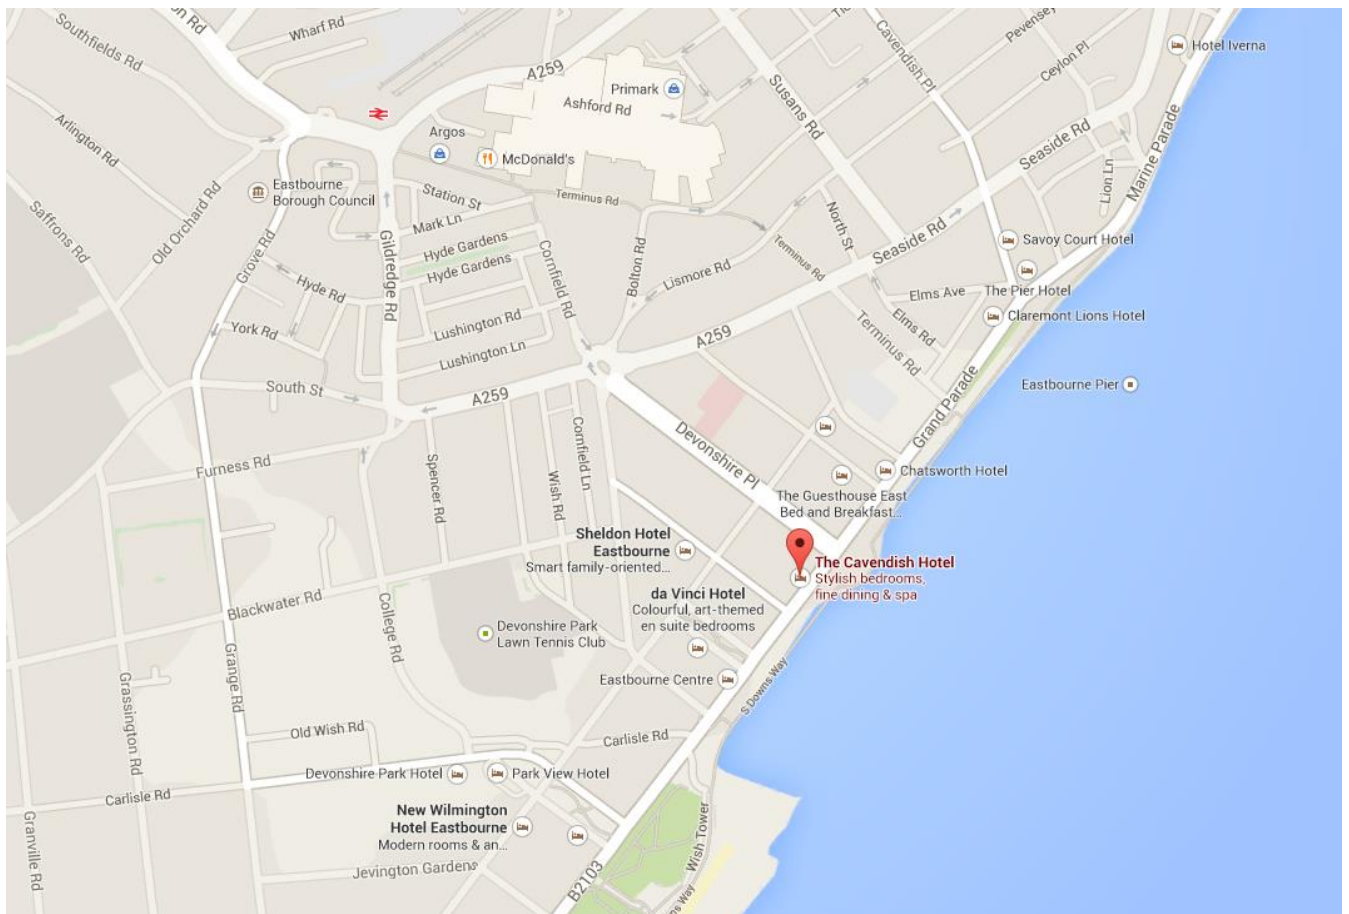 Southfields Rd
on Rd
Wharf Rd
A259
Primark
Ashford Rd
Susans Rd
Cavendish Pl
Pevensey
Ceylon Pl
Hotel Iverna
Arlington Rd
Argos
McDonald's
Seaside Rd
Marine Parade
Lion Ln
Eastbourne
Borough Council
Station St
Terminus Rd
Saffrons Rd
Old Orchard Rd
Grove Rd
Gildredge Rd
Mark Ln
Hyde Gardens
Hyde Gardens
Cornfield Rd
Bolton Rd
Lismore Rd
Terminus Rd
North St
Seaside Rd
Savoy Court Hotel
Hyde Rd
Elms Ave
The Pier Hotel
York Rd
Lushington Rd
Lushington Ln
A259
Elms Rd
Terminus Rd
Claremont Lions Hotel
South St
A259
Eastbourne Pier
Grand Parade
Furness Rd
Spencer Rd
Wish Rd
Cornfield Ln
Devonshire Pl
Chatsworth Hotel
The Guesthouse East
Bed and Breakfast...
Sheldon Hotel
Eastbourne
Smart family-oriented...
The Cavendish Hotel
Stylish bedrooms,
fine dining & spa
da Vinci Hotel
Colourful, art-themed
en suite bedrooms
Blackwater Rd
College Rd
Devonshire Park
Lawn Tennis Club
Grange Rd
Grassington Rd
Eastbourne Centre
S Downs Way
Old Wish Rd
Carlisle Rd
Devonshire Park Hotel
Park View Hotel
Carlisle Rd
New Wilmington
Hotel Eastbourne
Modern rooms & an...
Granville Rd
Jevington Gardens
B2103
Wish Tower
ns Way